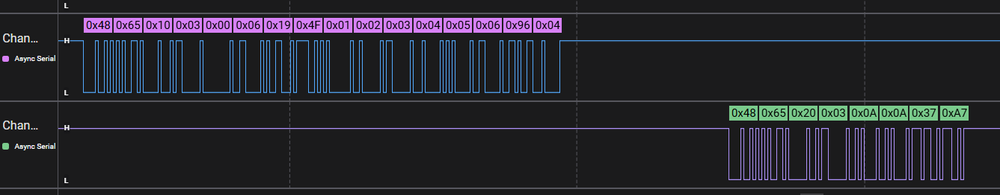 L
0x48 0x65 0x10 0x03 0x00 0x06 0x19 0x4F 0x01 0x02 0x03 0x04 0x05 0x06 0x96 0x04
Chan... H
Async Serial
L
0x48 0x65 0x20 0x03 0x0A 0x0A 0x37 0xA7
Chan... H
Async Serial
L